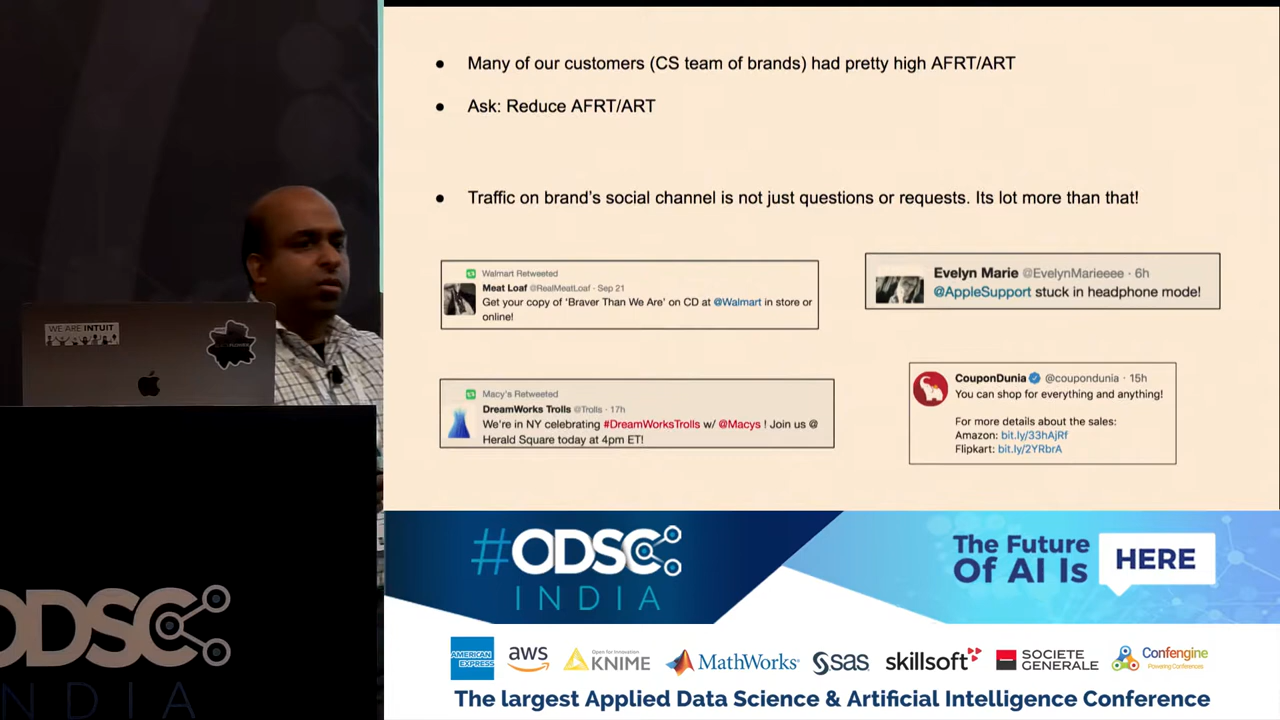 ● Many of our customers (CS team of brands) had pretty high AFRT/ART
● Ask: Reduce AFRT/ART
● Traffic on brand's social channel is not just questions or requests. Its lot more than that!
Walmart Retweeted
Meat Loaf @RealMeatLoaf · Sep 21
Get your copy of 'Braver Than We Are' on CD at @Walmart in store or
online!
Evelyn Marie @EvelynMarieeee · 6h
@AppleSupport stuck in headphone mode!
Macy's Retweeted
DreamWorks Trolls @Trolls · 17h
We're in NY celebrating #DreamWorksTrolls w/ @Macys ! Join us @
Herald Square today at 4pm ET!
CouponDunia @coupondunia · 15h
You can shop for everything and anything!
For more details about the sales:
Amazon: bit.ly/33hAjRf
Flipkart: bit.ly/2YRbrA
WE ARE INTUIT
ODSC
INDIA
#ODSC
INDIA
The Future
Of AI Is
HERE
AMERICAN
EXPRESS
aws
Open for Innovation
KNIME
MathWorks
sas
skillsoft
SOCIETE
GENERALE
Confengine
Powering Conferences
The largest Applied Data Science & Artificial Intelligence Conference